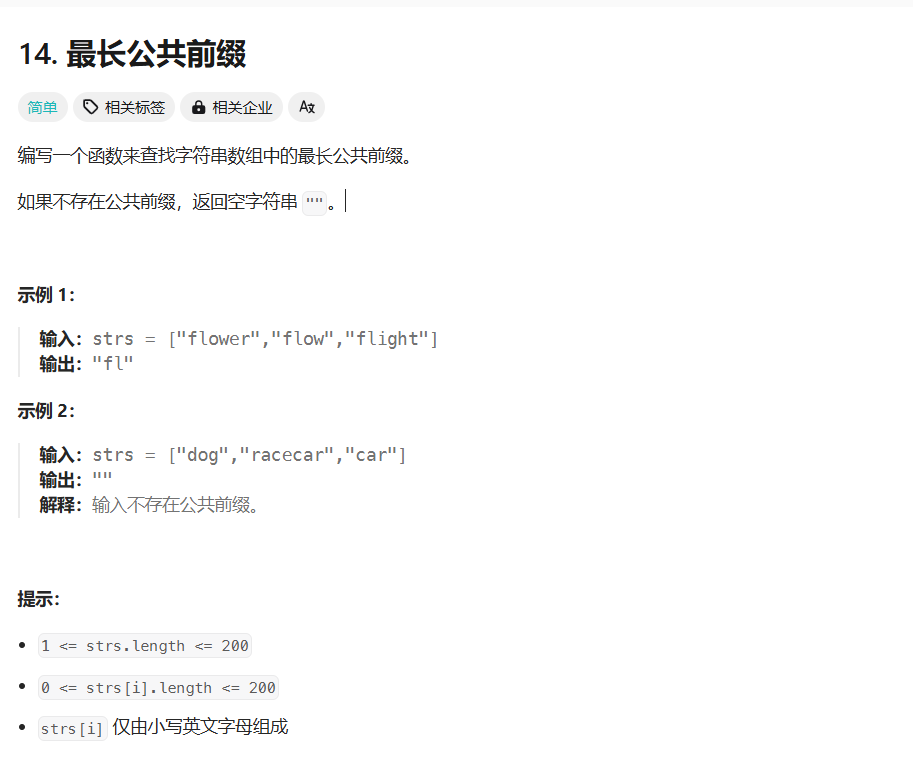 14. 最长公共前缀
简单 相关标签 相关企业 Aあ
编写一个函数来查找字符串数组中的最长公共前缀。
如果不存在公共前缀，返回空字符串 ""。
示例 1：
输入：strs = ["flower","flow","flight"]
输出："fl"
示例 2：
输入：strs = ["dog","racecar","car"]
输出：""
解释：输入不存在公共前缀。
提示：
• 1 <= strs.length <= 200
• 0 <= strs[i].length <= 200
• strs[i] 仅由小写英文字母组成